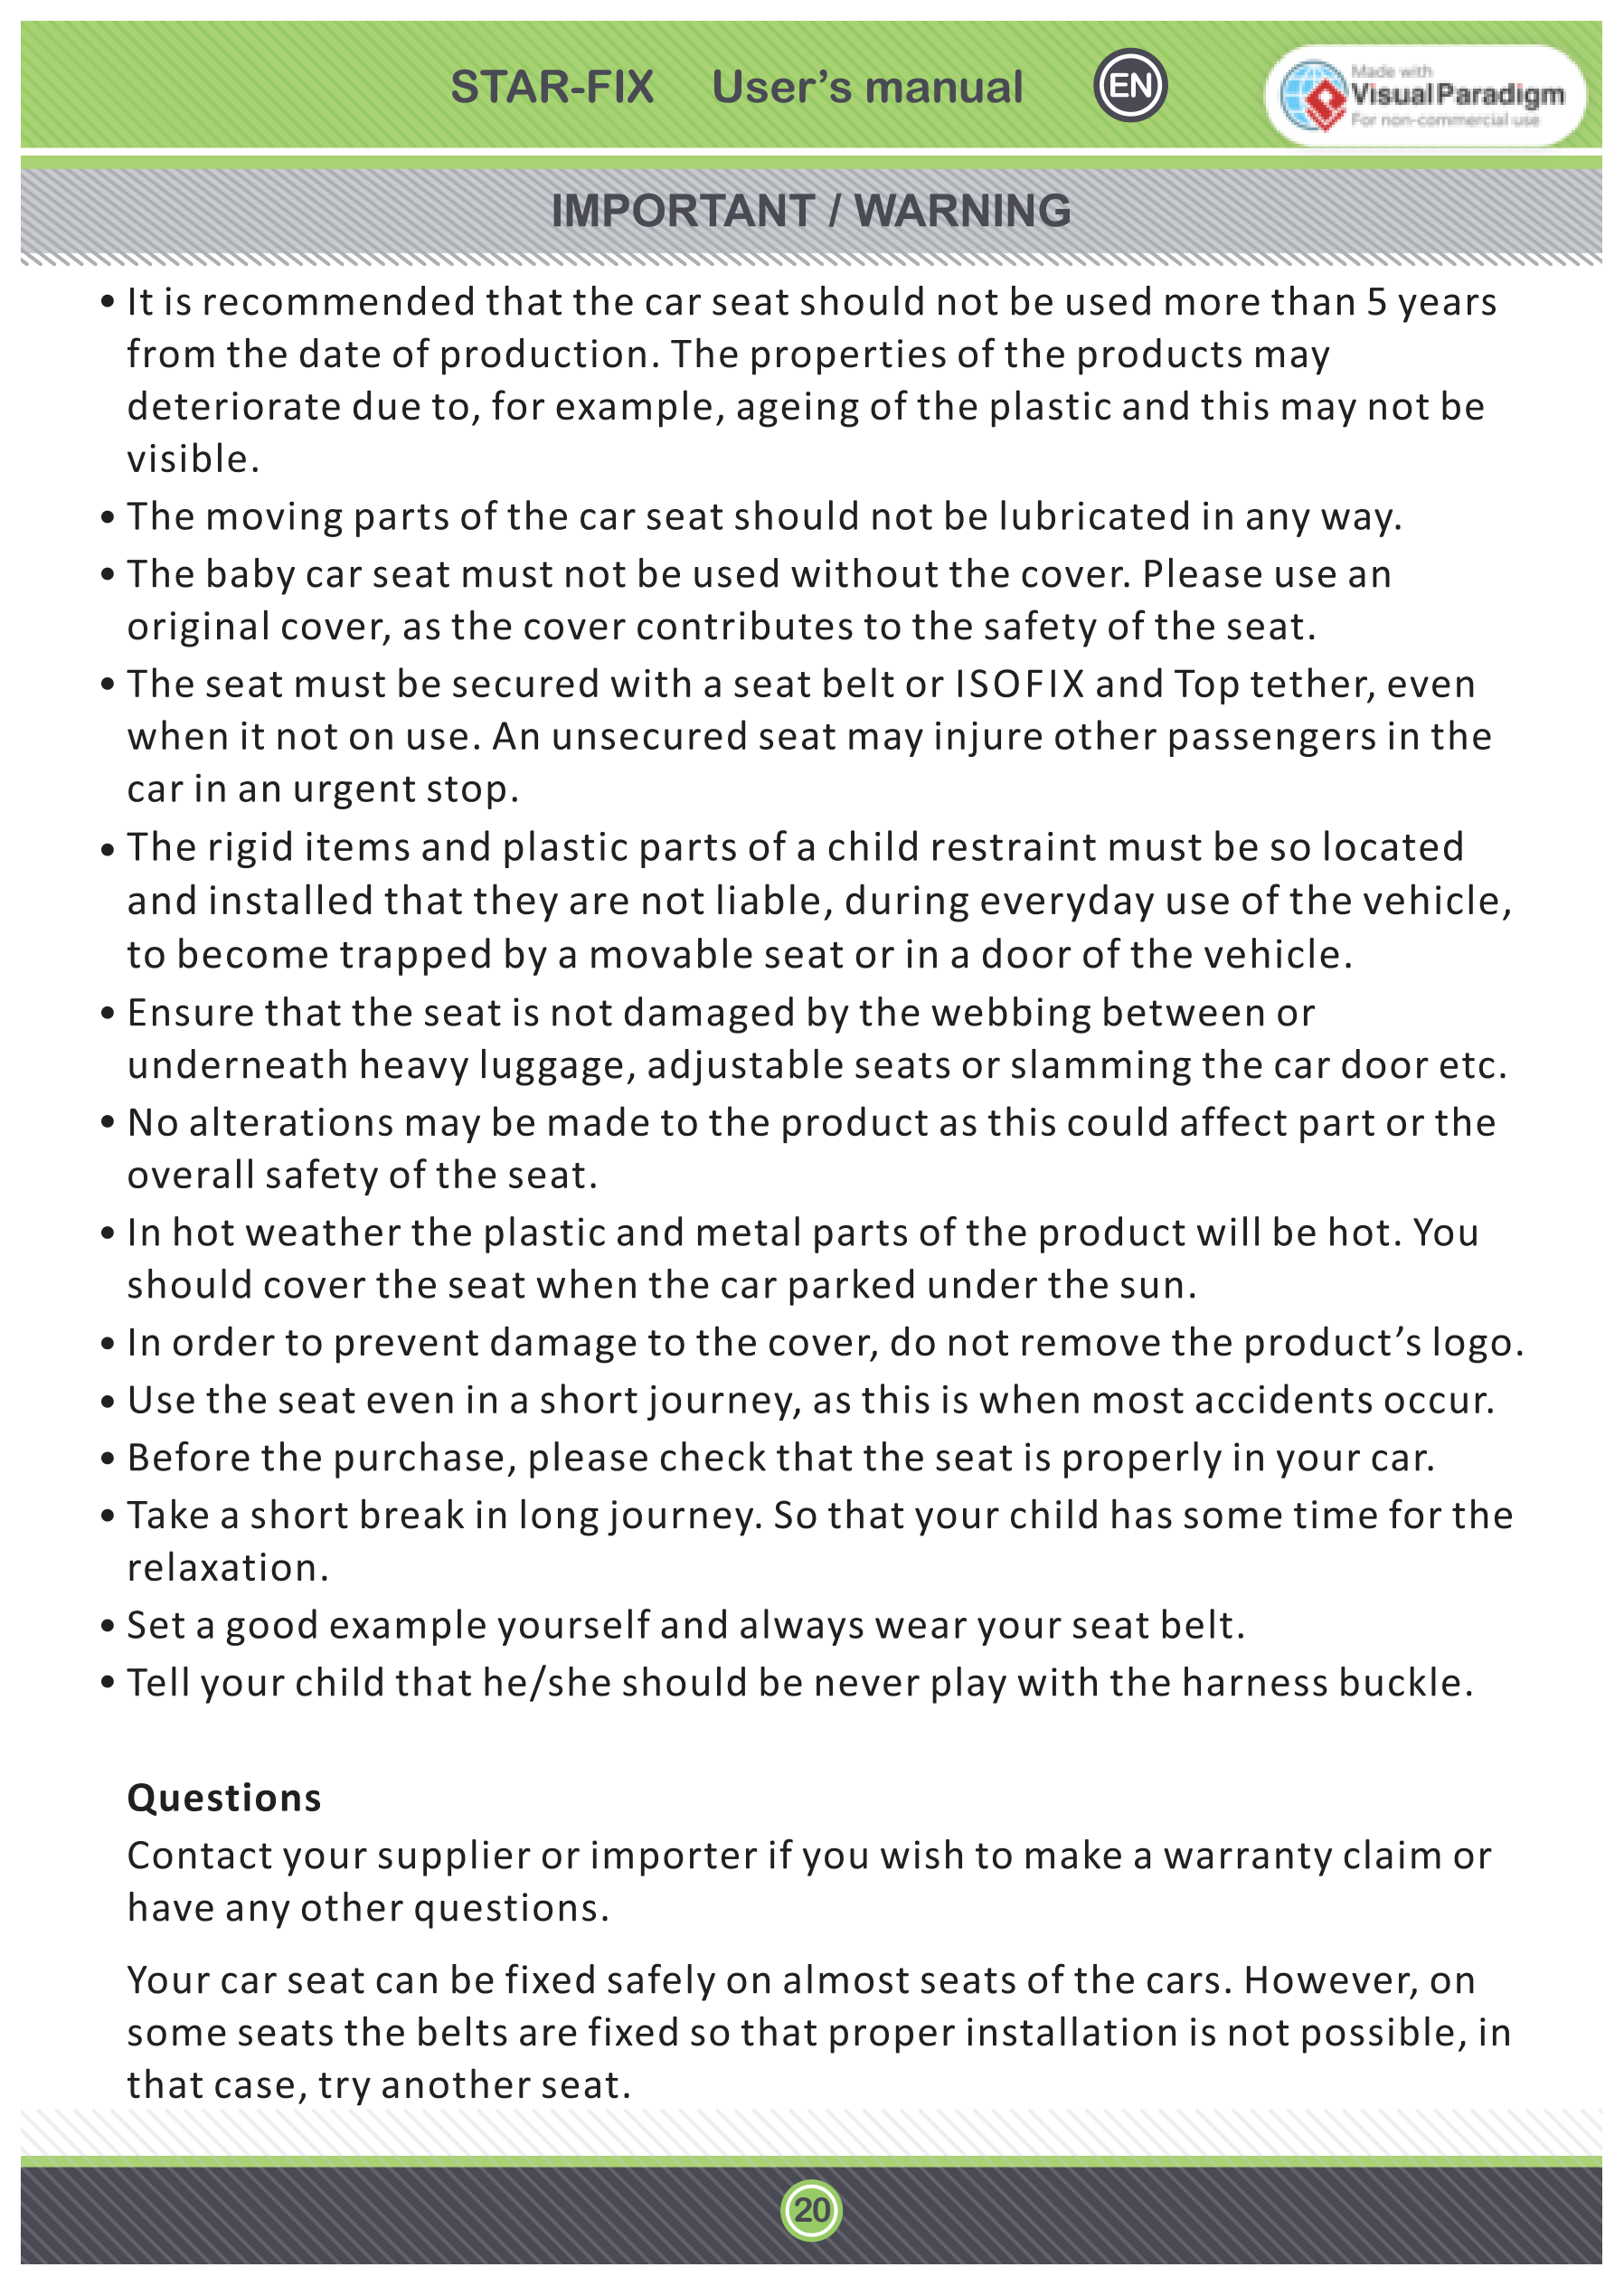 STAR-FIX User's manual EN
Made with
Visual Paradigm
For non-commercial use
IMPORTANT / WARNING
• It is recommended that the car seat should not be used more than 5 years
from the date of production. The properties of the products may
deteriorate due to, for example, ageing of the plastic and this may not be
visible.
• The moving parts of the car seat should not be lubricated in any way.
• The baby car seat must not be used without the cover. Please use an
original cover, as the cover contributes to the safety of the seat.
• The seat must be secured with a seat belt or ISOFIX and Top tether, even
when it not on use. An unsecured seat may injure other passengers in the
car in an urgent stop.
• The rigid items and plastic parts of a child restraint must be so located
and installed that they are not liable, during everyday use of the vehicle,
to become trapped by a movable seat or in a door of the vehicle.
• Ensure that the seat is not damaged by the webbing between or
underneath heavy luggage, adjustable seats or slamming the car door etc.
• No alterations may be made to the product as this could affect part or the
overall safety of the seat.
• In hot weather the plastic and metal parts of the product will be hot. You
should cover the seat when the car parked under the sun.
• In order to prevent damage to the cover, do not remove the product’s logo.
• Use the seat even in a short journey, as this is when most accidents occur.
• Before the purchase, please check that the seat is properly in your car.
• Take a short break in long journey. So that your child has some time for the
relaxation.
• Set a good example yourself and always wear your seat belt.
• Tell your child that he/she should be never play with the harness buckle.
Questions
Contact your supplier or importer if you wish to make a warranty claim or
have any other questions.
Your car seat can be fixed safely on almost seats of the cars. However, on
some seats the belts are fixed so that proper installation is not possible, in
that case, try another seat.
20